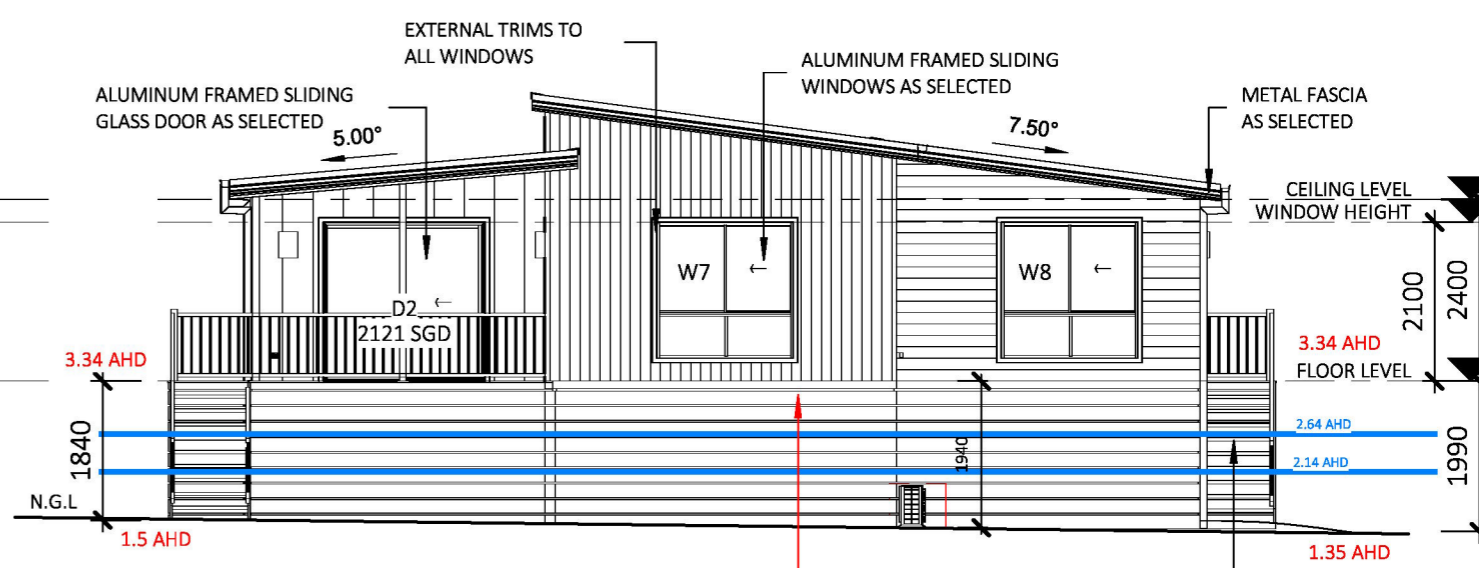 EXTERNAL TRIMS TO
ALL WINDOWS
ALUMINUM FRAMED SLIDING
WINDOWS AS SELECTED
ALUMINUM FRAMED SLIDING
GLASS DOOR AS SELECTED
METAL FASCIA
AS SELECTED
5.00°
7.50°
CEILING LEVEL
WINDOW HEIGHT
W7
W8
D2
2121 SGD
2100
2400
3.34 AHD
3.34 AHD
FLOOR LEVEL
1840
1940
1990
2.64 AHD
2.14 AHD
N.G.L
1.5 AHD
1.35 AHD